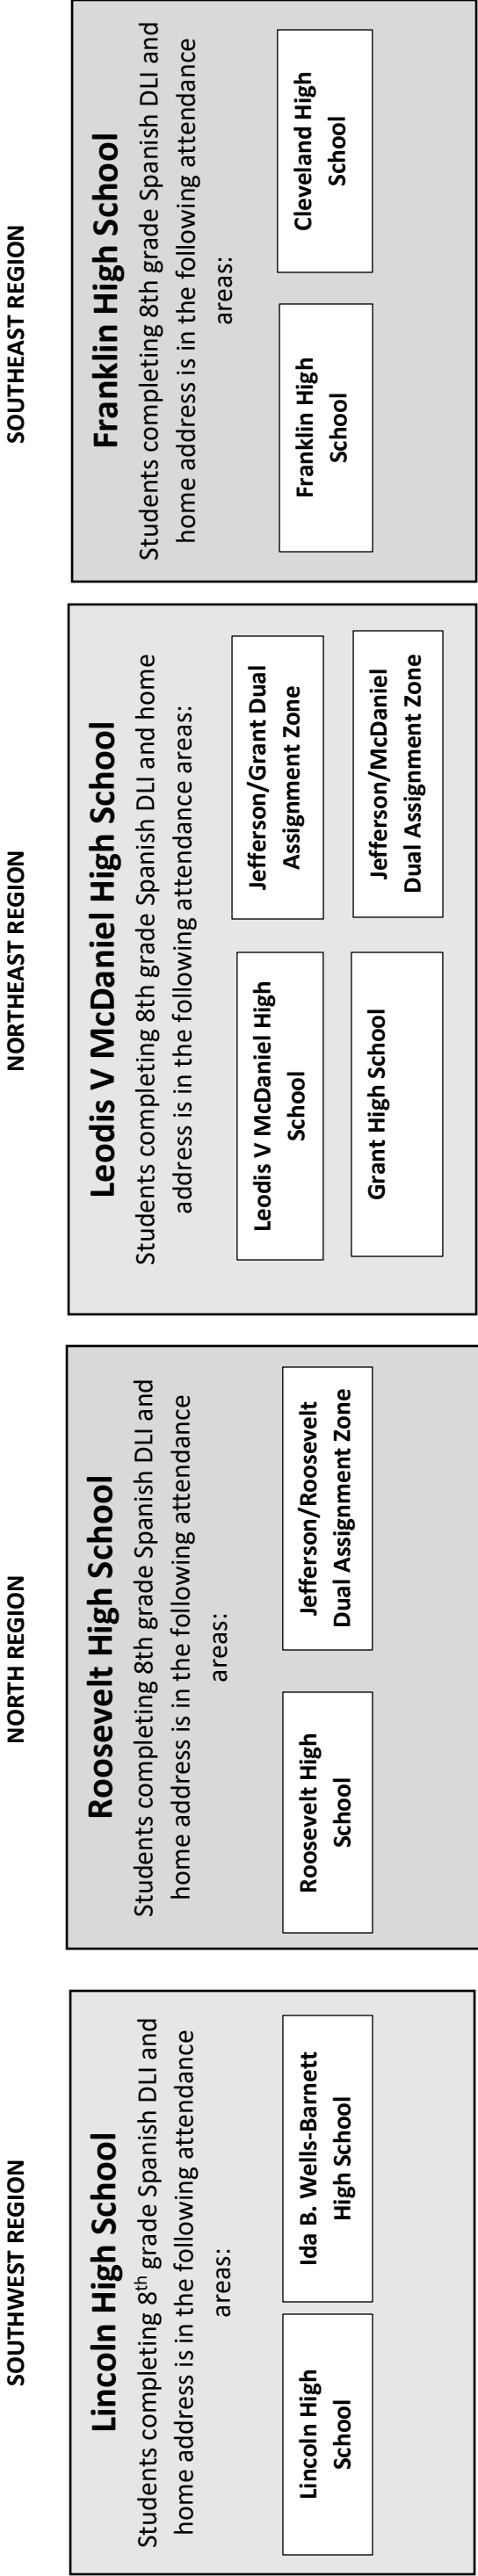 SOUTHWEST REGION
Lincoln High School
Students completing 8th grade Spanish DLI and
home address is in the following attendance
areas:
Lincoln High
School
Ida B. Wells-Barnett
High School
NORTH REGION
Roosevelt High School
Students completing 8th grade Spanish DLI and
home address is in the following attendance
areas:
Roosevelt High
School
Jefferson/Roosevelt
Dual Assignment Zone
NORTHEAST REGION
Leodis V McDaniel High School
Students completing 8th grade Spanish DLI and home
address is in the following attendance areas:
Leodis V McDaniel High
School
Jefferson/Grant Dual
Assignment Zone
Grant High School
Jefferson/McDaniel
Dual Assignment Zone
SOUTHEAST REGION
Franklin High School
Students completing 8th grade Spanish DLI and
home address is in the following attendance
areas:
Franklin High
School
Cleveland High
School